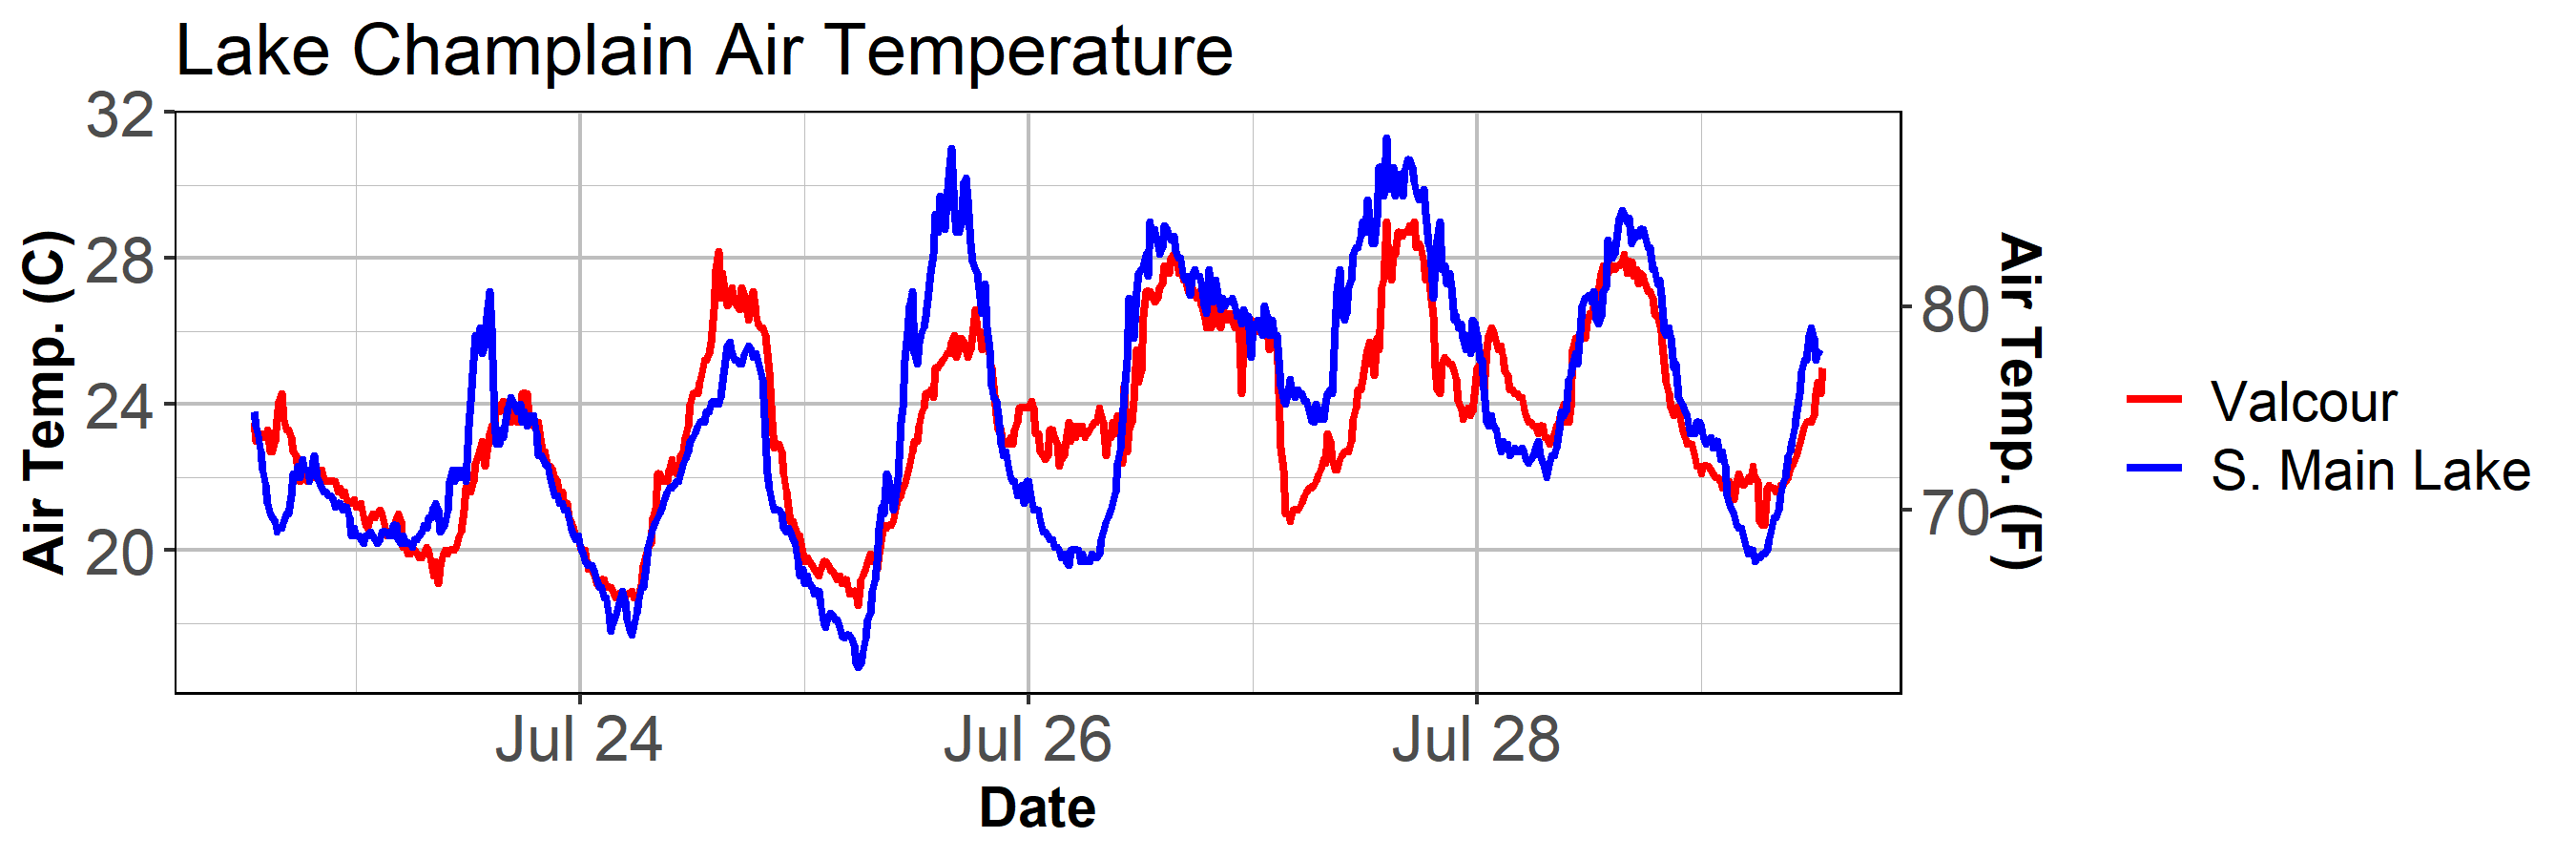 Lake Champlain Air Temperature
Air Temp. (C)
32
28
24
20
Jul 24
Jul 26
Jul 28
Date
80
70
Air Temp. (F)
Valcour
S. Main Lake